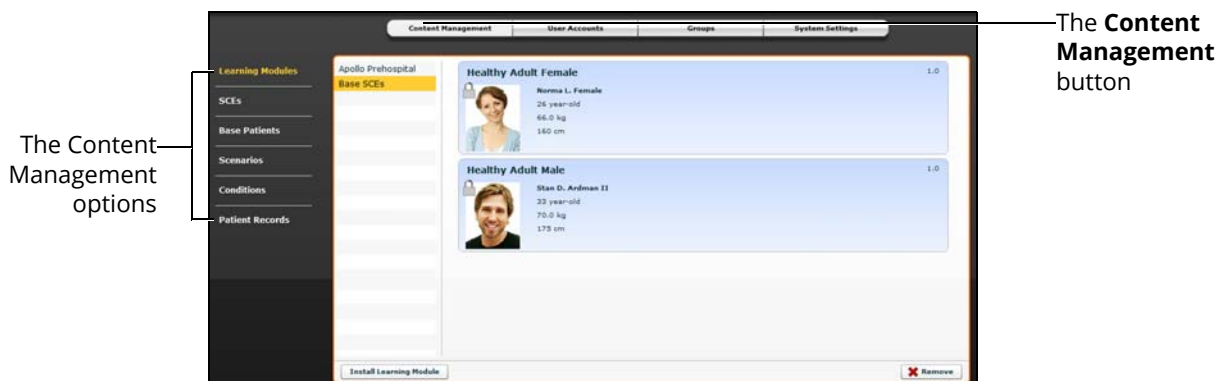 Content Management User Accounts Groups System Settings
The Content
Management
button
Learning Modules
SCEs
Base Patients
Scenarios
Conditions
Patient Records
The Content
Management
options
Apollo Prehospital
Base SCEs
Healthy Adult Female 1.0
Norma L. Female
26 year-old
66.0 kg
160 cm
Healthy Adult Male 1.0
Stan D. Ardman II
33 year-old
70.0 kg
175 cm
Install Learning Module Remove